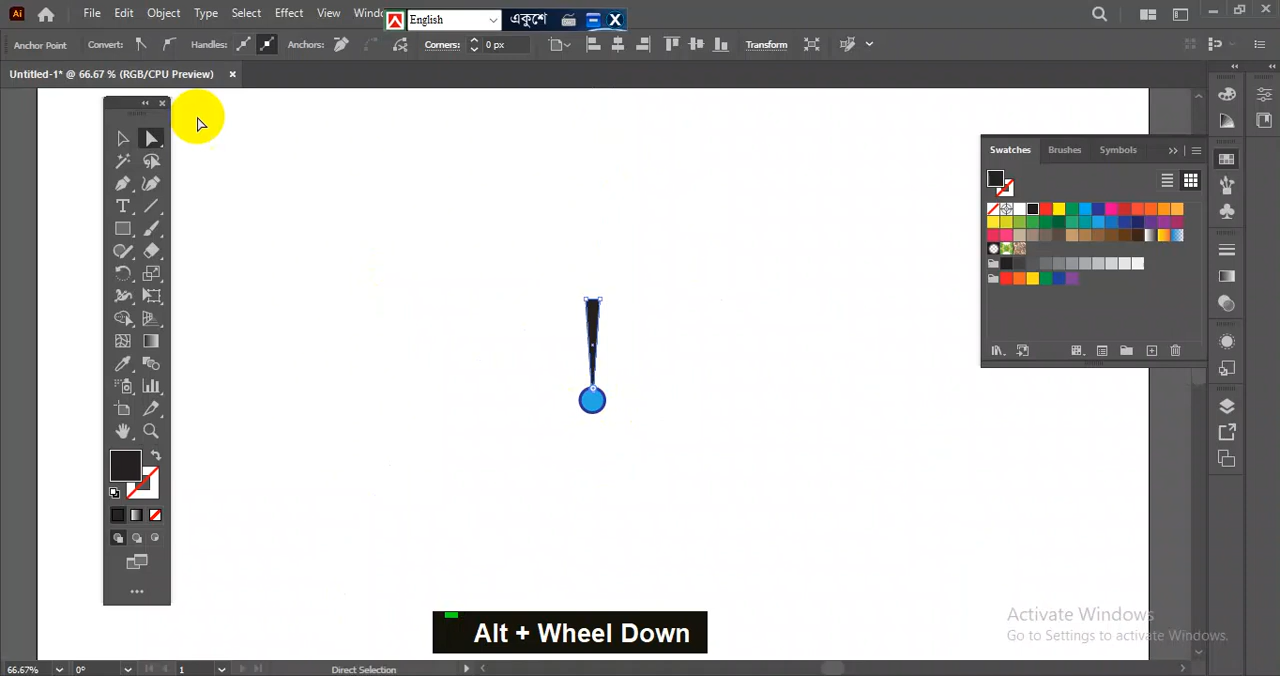 Ai File Edit Object Type Select Effect View Wind
English একুশে X
Anchor Point Convert: Handles: Anchors: Corners: 0 px Transform
Untitled-1* @ 66.67 % (RGB/CPU Preview) ×
Swatches Brushes Symbols
Alt + Wheel Down
Activate Windows
Go to Settings to activate Windows.
66.67% 0° 1 Direct Selection